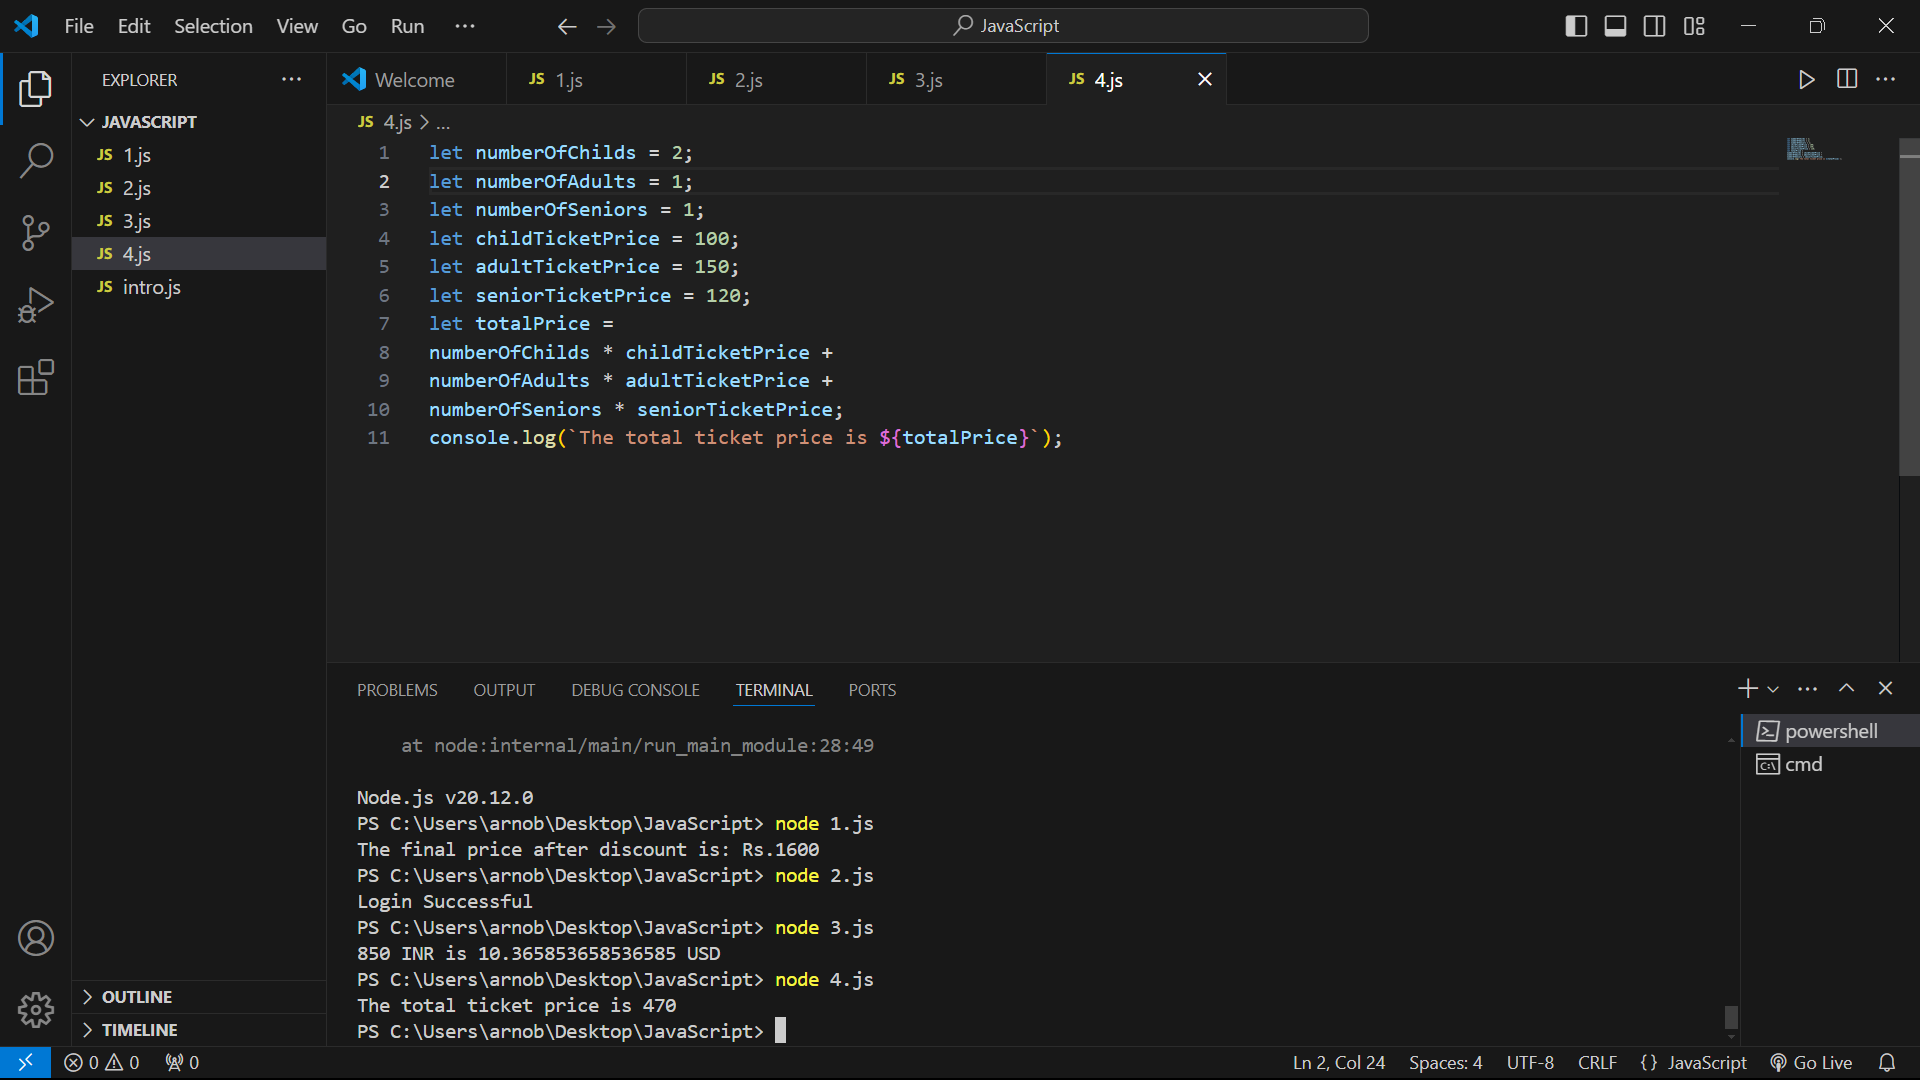 File Edit Selection View Go Run ···
JavaScript
EXPLORER ···
JAVASCRIPT
JS 1.js
JS 2.js
JS 3.js
JS 4.js
JS intro.js
OUTLINE
TIMELINE
Welcome JS 1.js JS 2.js JS 3.js JS 4.js
JS 4.js > ...
1 let numberOfChilds = 2;
2 let numberOfAdults = 1;
3 let numberOfSeniors = 1;
4 let childTicketPrice = 100;
5 let adultTicketPrice = 150;
6 let seniorTicketPrice = 120;
7 let totalPrice =
8 numberOfChilds * childTicketPrice +
9 numberOfAdults * adultTicketPrice +
10 numberOfSeniors * seniorTicketPrice;
11 console.log(`The total ticket price is ${totalPrice}`);
PROBLEMS OUTPUT DEBUG CONSOLE TERMINAL PORTS
at node:internal/main/run_main_module:28:49
Node.js v20.12.0
PS C:\Users\arnob\Desktop\JavaScript> node 1.js
The final price after discount is: Rs.1600
PS C:\Users\arnob\Desktop\JavaScript> node 2.js
Login Successful
PS C:\Users\arnob\Desktop\JavaScript> node 3.js
850 INR is 10.365853658536585 USD
PS C:\Users\arnob\Desktop\JavaScript> node 4.js
The total ticket price is 470
PS C:\Users\arnob\Desktop\JavaScript>
powershell
cmd
0 0 0
Ln 2, Col 24 Spaces: 4 UTF-8 CRLF {} JavaScript Go Live